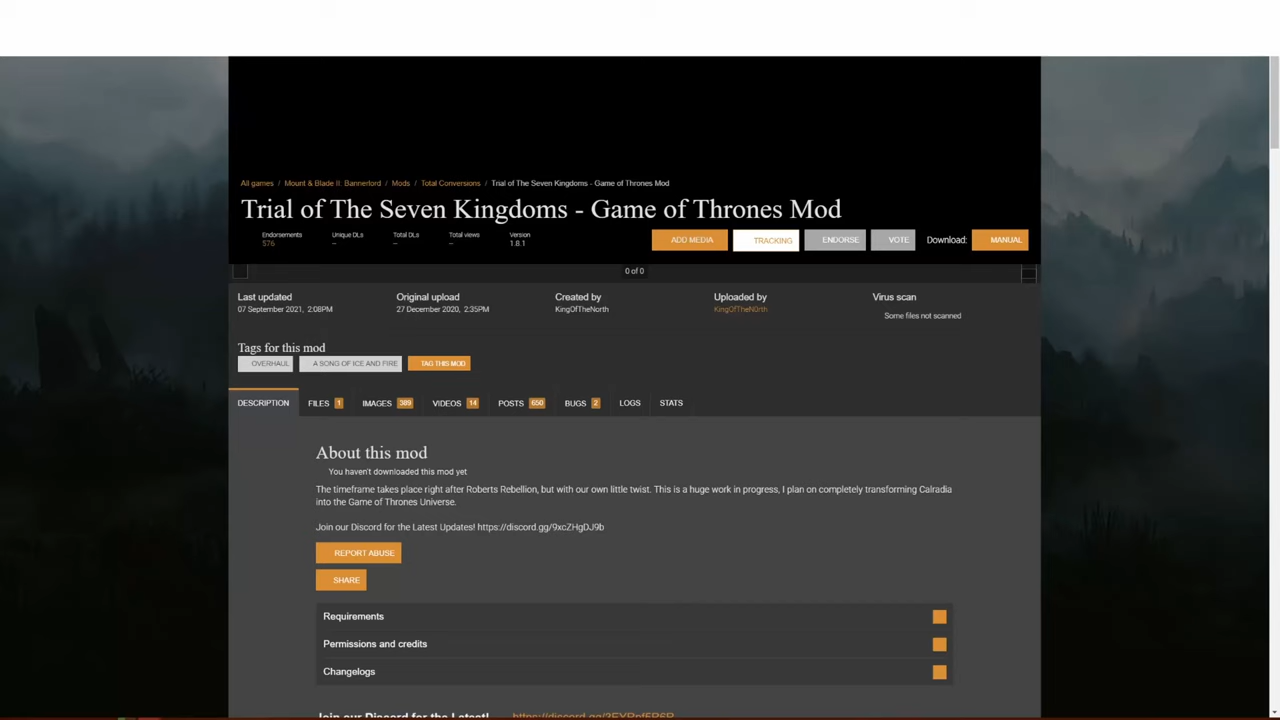 All games / Mount & Blade II: Bannerlord / Mods / Total Conversions / Trial of The Seven Kingdoms - Game of Thrones Mod
Trial of The Seven Kingdoms - Game of Thrones Mod
Endorsements Unique DLs Total DLs Total views Version
576 -- -- -- 1.8.1
ADD MEDIA TRACKING ENDORSE VOTE Download: MANUAL
0 of 0
Last updated Original upload Created by Uploaded by Virus scan
07 September 2021, 2:08PM 27 December 2020, 2:35PM KingOfTheNorth KingOfTheN0rth Some files not scanned
Tags for this mod
OVERHAUL A SONG OF ICE AND FIRE TAG THIS MOD
DESCRIPTION FILES 1 IMAGES 389 VIDEOS 14 POSTS 650 BUGS 2 LOGS STATS
About this mod
You haven't downloaded this mod yet
The timeframe takes place right after Roberts Rebellion, but with our own little twist. This is a huge work in progress, I plan on completely transforming Calradia
into the Game of Thrones Universe.
Join our Discord for the Latest Updates! https://discord.gg/9xcZHgDJ9b
REPORT ABUSE
SHARE
Requirements
Permissions and credits
Changelogs
Join our Discord for the Latest!